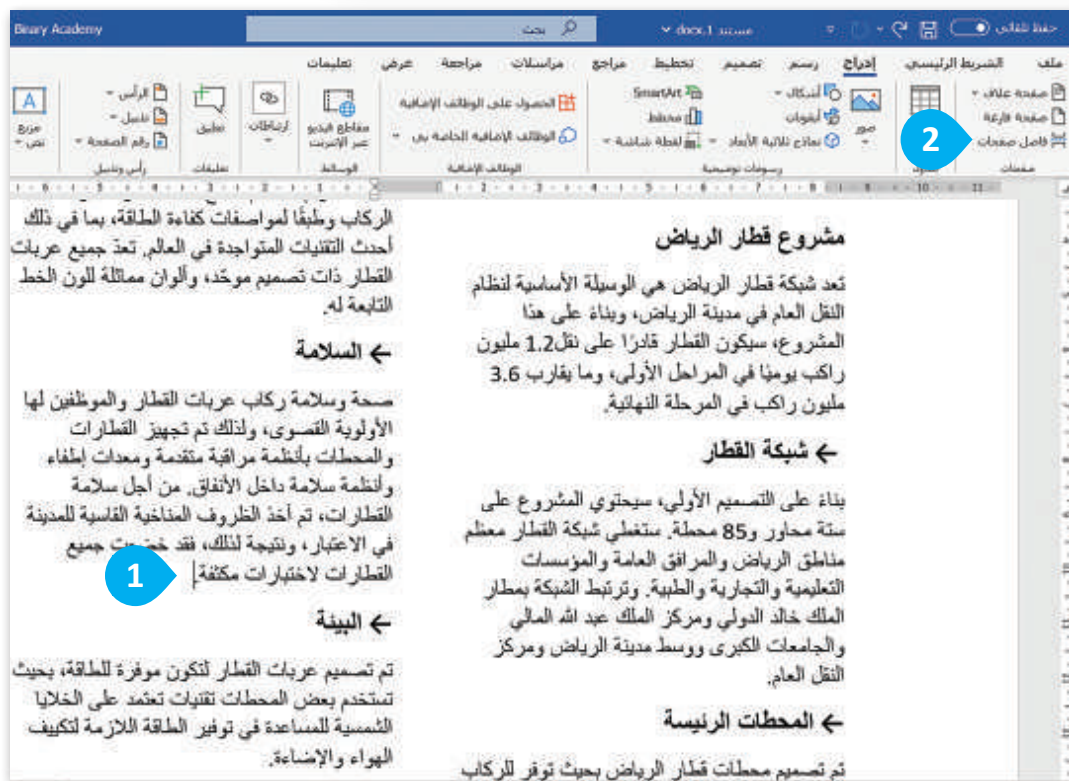 حفظ تلقائي
مستند 1.docx
بحث
Binary Academy
ملف الشريط الرئيسي إدراج رسم تصميم تخطيط مراجع مراسلات مراجعة عرض تعليمات
صفحة غلاف
صفحة فارغة
فاصل صفحات
صفحات
صور
أشكال
أيقونات
نماذج ثلاثية الأبعاد
SmartArt
مخطط
لقطة شاشة
رسومات توضيحية
الحصول على الوظائف الإضافية
الوظائف الإضافية الخاصة بي
الوظائف الإضافية
مقاطع فيديو
عبر الإنترنت
الوسائط
ارتباطات
تعليق
تعليقات
الرأس
تذييل
رقم الصفحة
رأس وتذييل
A
مربع
نص
2
مشروع قطار الرياض
تعد شبكة قطار الرياض هي الوسيلة الأساسية لنظام
النقل العام في مدينة الرياض، وبناءً على هذا
المشروع، سيكون القطار قادرًا على نقل1.2 مليون
راكب يوميًا في المراحل الأولى، وما يقارب 3.6
مليون راكب في المرحلة النهائية.
← شبكة القطار
بناءً على التصميم الأولي، سيحتوي المشروع على
ستة محاور و85 محطة. ستغطي شبكة القطار معظم
مناطق الرياض والمرافق العامة والمؤسسات
التعليمية والتجارية والطبية. وترتبط الشبكة بمطار
الملك خالد الدولي ومركز الملك عبد الله المالي
والجامعات الكبرى ووسط مدينة الرياض ومركز
النقل العام.
← المحطات الرئيسة
تم تصميم محطات قطار الرياض بحيث توفر للركاب
الركاب وطبقًا لمواصفات كفاءة الطاقة، بما في ذلك
أحدث التقنيات المتواجدة في العالم. تعدّ جميع عربات
القطار ذات تصميم موحّد، وألوان مماثلة للون الخط
التابعة له.
← السلامة
صحة وسلامة ركاب عربات القطار والموظفين لها
الأولوية القصوى، ولذلك تم تجهيز القطارات
والمحطات بأنظمة مراقبة متقدمة ومعدات إطفاء
وأنظمة سلامة داخل الأنفاق. من أجل سلامة
القطارات، تم أخذ الظروف المناخية القاسية للمدينة
في الاعتبار، ونتيجة لذلك، فقد خضعت جميع
القطارات لاختبارات مكثفة.
1
← البيئة
تم تصميم عربات القطار لتكون موفرة للطاقة، بحيث
تستخدم بعض المحطات تقنيات تعتمد على الخلايا
الشمسية للمساعدة في توفير الطاقة اللازمة لتكييف
الهواء والإضاءة.